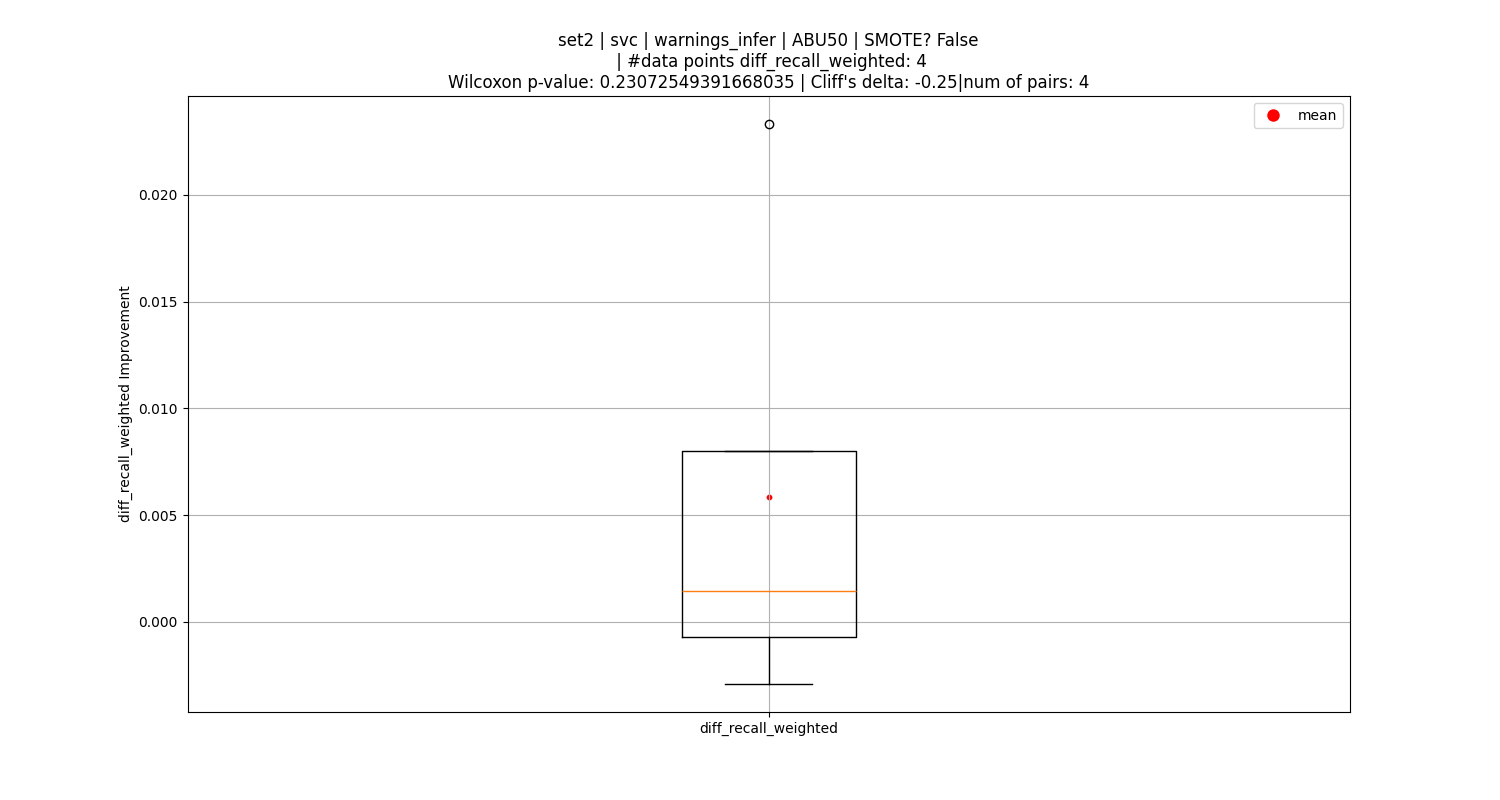 set2 | svc | warnings_infer | ABU50 | SMOTE? False
| #data points diff_recall_weighted: 4
Wilcoxon p-value: 0.23072549391668035 | Cliff's delta: -0.25|num of pairs: 4
mean
0.020
0.015
0.010
0.005
0.000
diff_recall_weighted Improvement
diff_recall_weighted